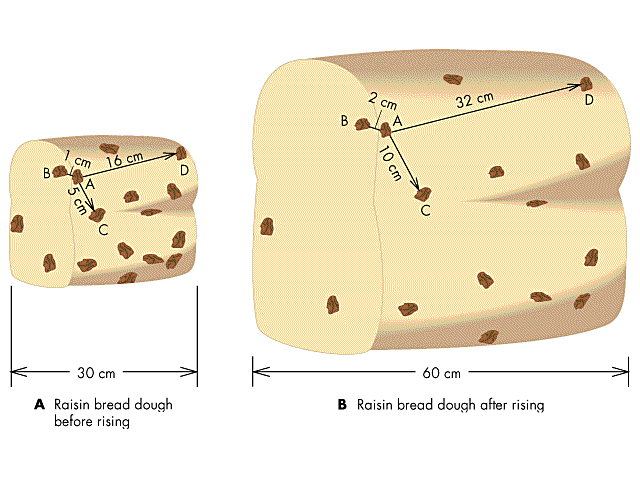 B
1 cm
16 cm
A
D
5 cm
C
30 cm
A Raisin bread dough
before rising
B
2 cm
A
32 cm
D
10 cm
C
60 cm
B Raisin bread dough after rising